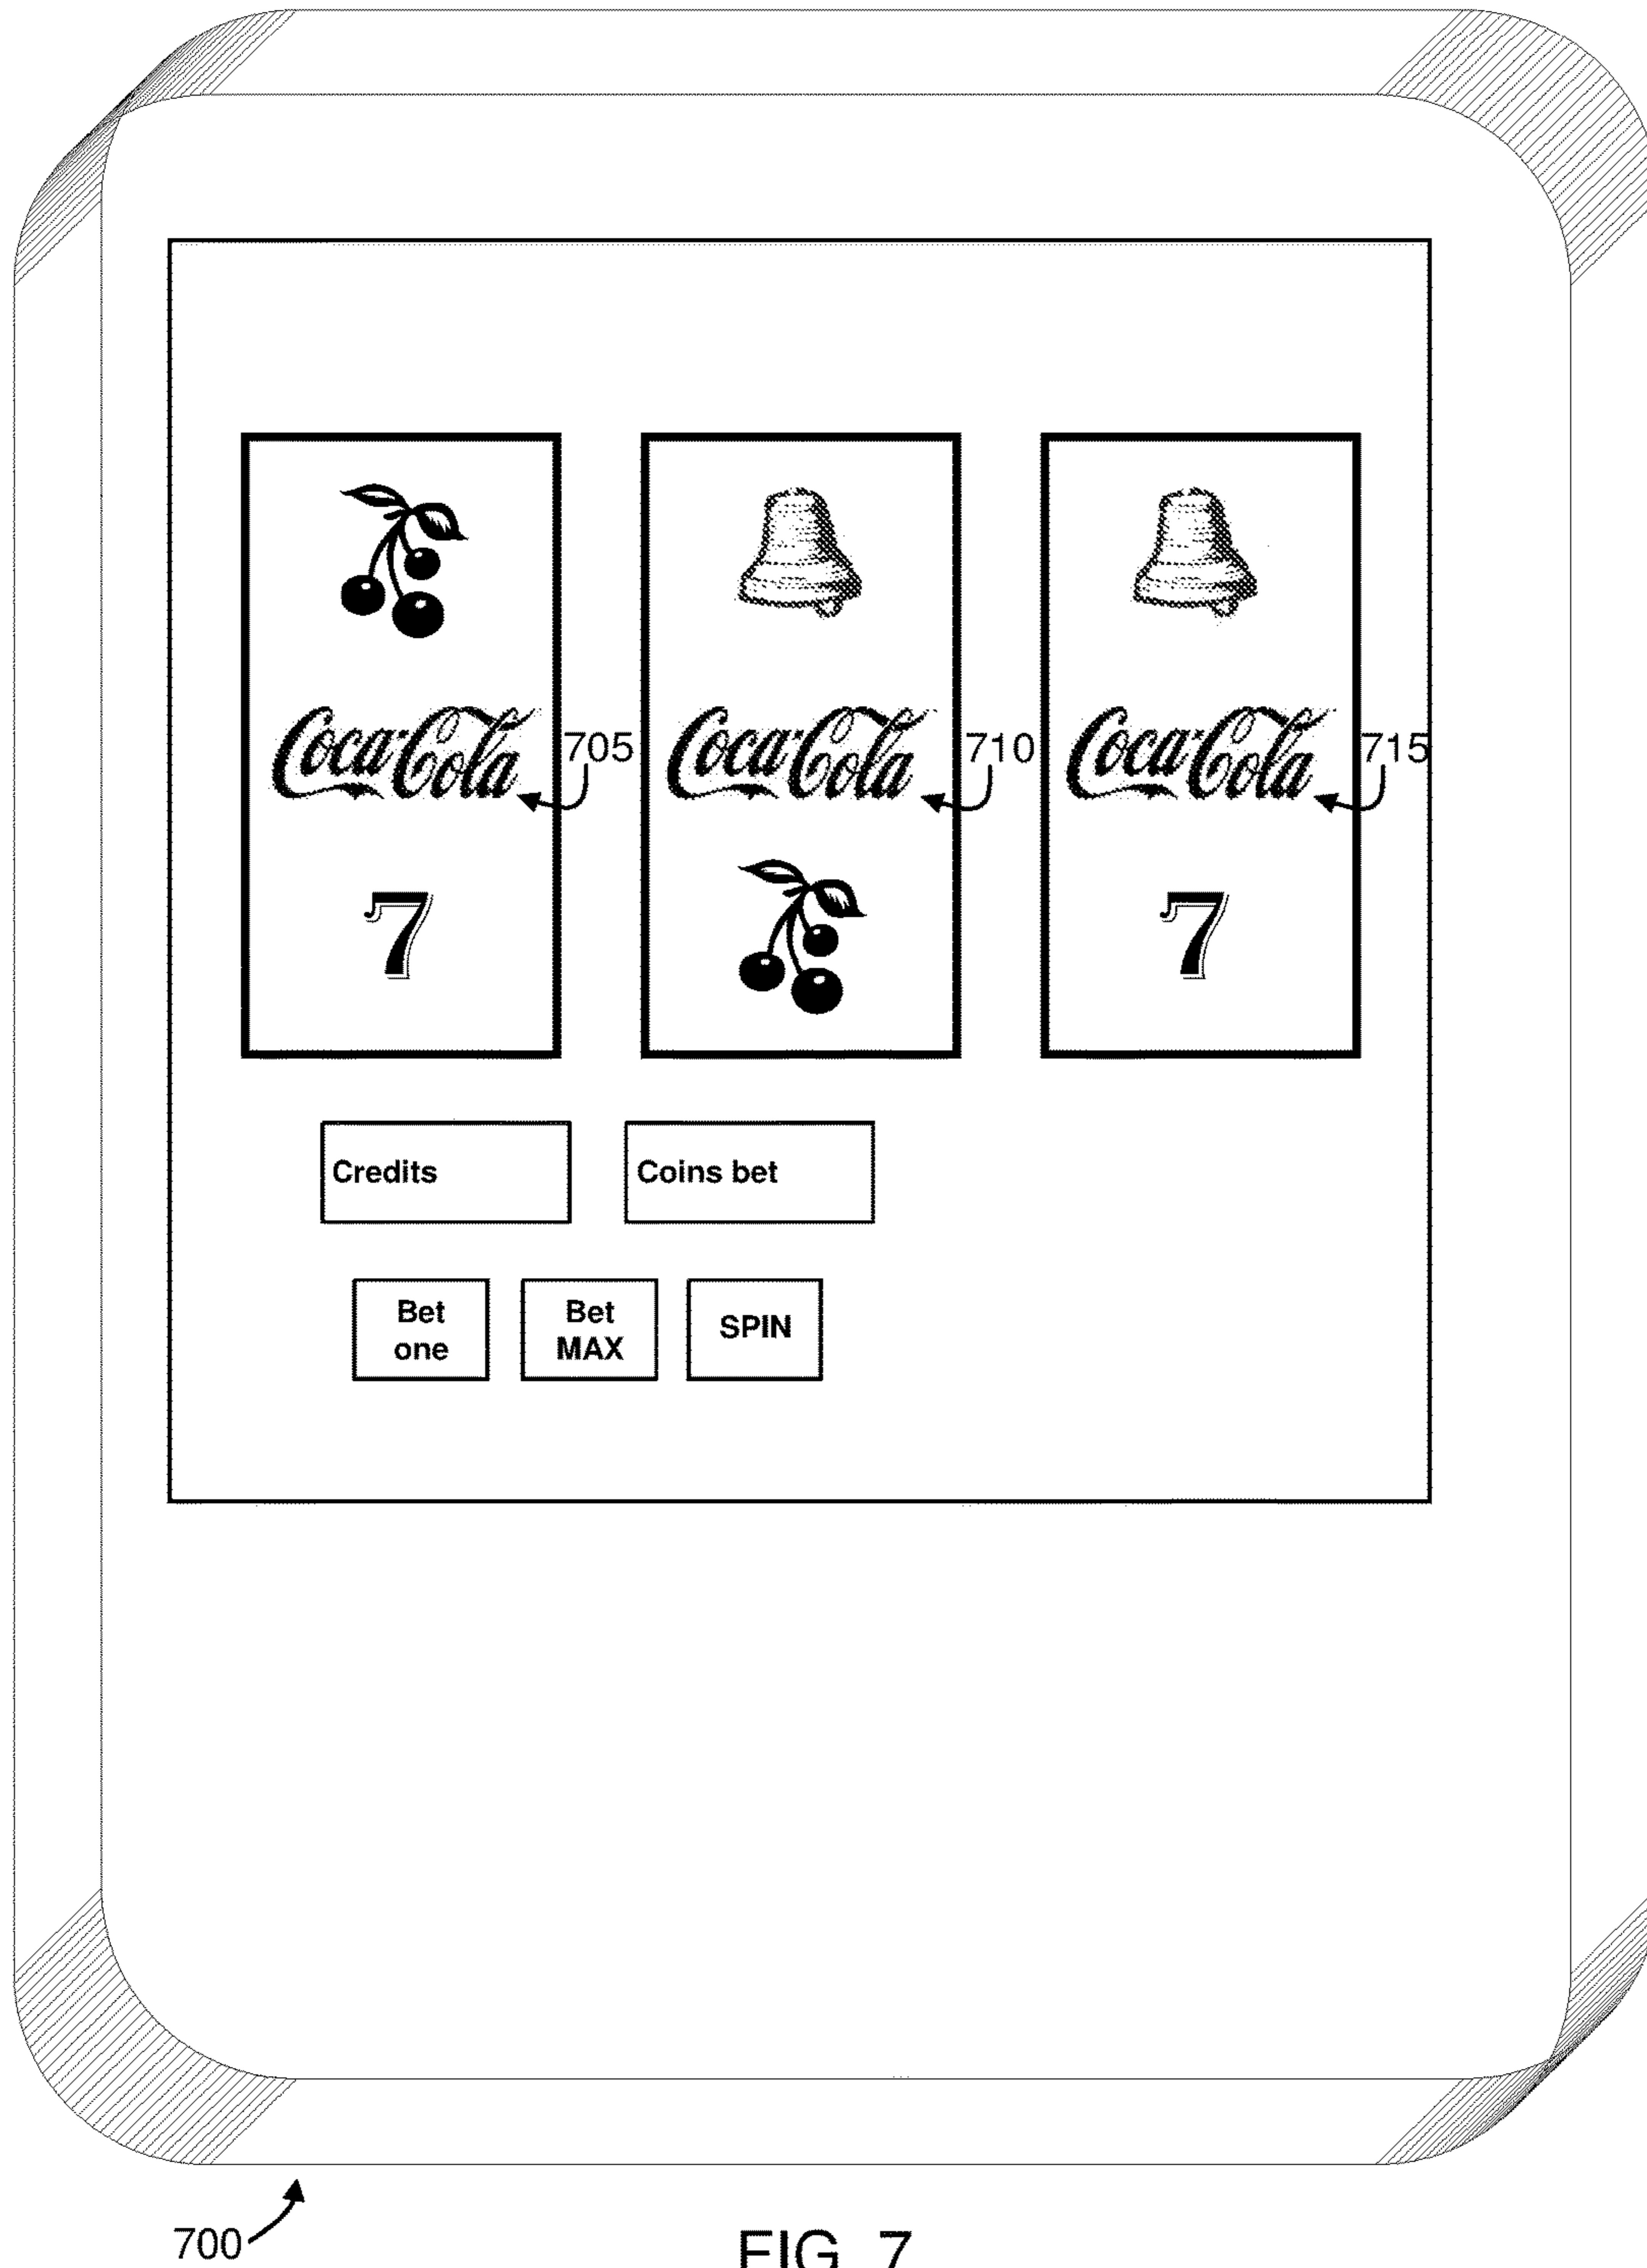 Coca-Cola 705 Coca-Cola 710 Coca-Cola 715
7 7
Credits Coins bet
Bet one Bet MAX SPIN
700
FIG. 7